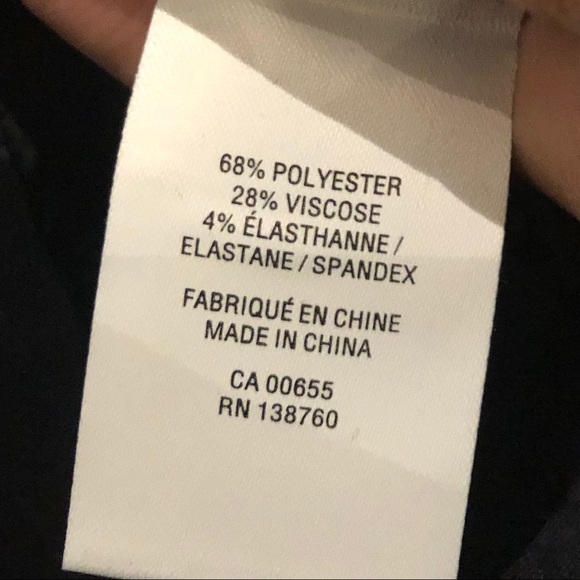 68% POLYESTER
28% VISCOSE
4% ÉLASTHANNE /
ELASTANE / SPANDEX
FABRIQUÉ EN CHINE
MADE IN CHINA
CA 00655
RN 138760